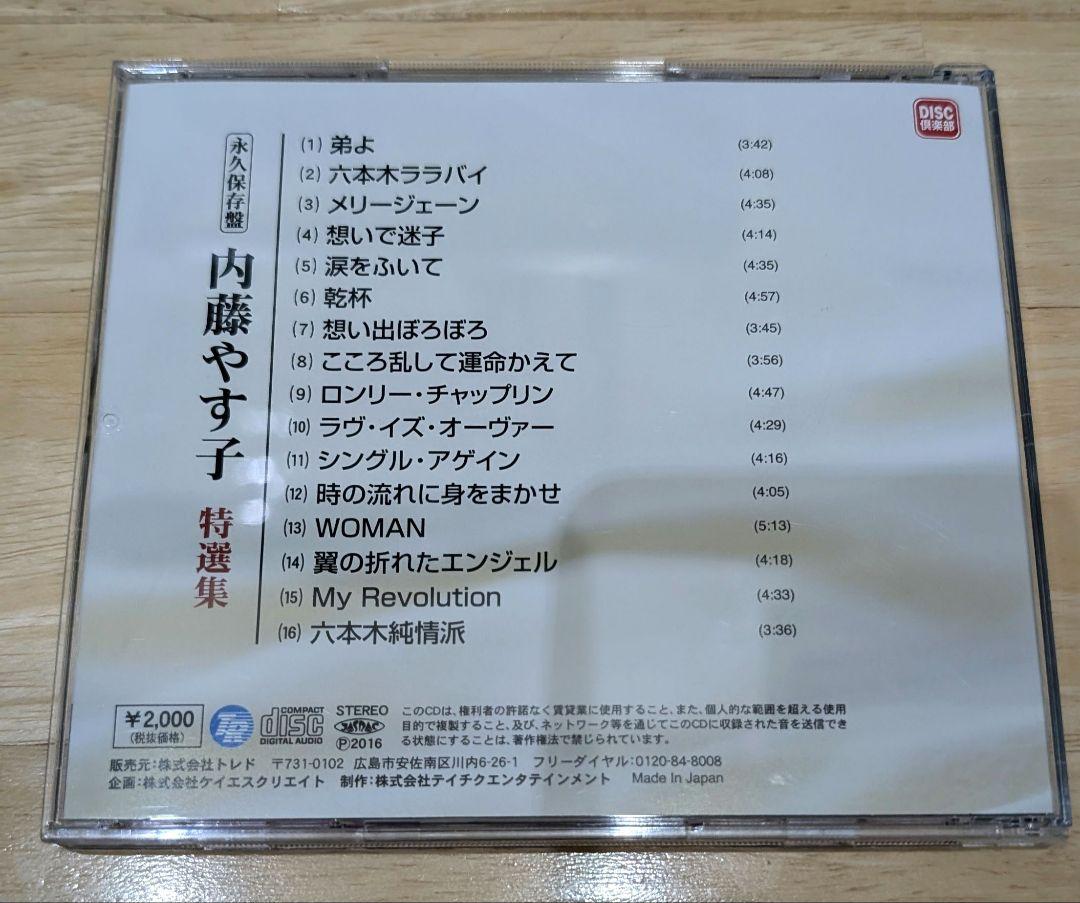 DISC
倶楽部
永久保存盤
内藤やす子
特選集
(1) 弟よ (3:42)
(2) 六本木ララバイ (4:08)
(3) メリージェーン (4:35)
(4) 想いで迷子 (4:14)
(5) 涙をふいて (4:35)
(6) 乾杯 (4:57)
(7) 想い出ぼろぼろ (3:45)
(8) こころ乱して運命かえて (3:56)
(9) ロンリー・チャップリン (4:47)
(10) ラヴ・イズ・オーヴァー (4:29)
(11) シングル・アゲイン (4:16)
(12) 時の流れに身をまかせ (4:05)
(13) WOMAN (5:13)
(14) 翼の折れたエンジェル (4:18)
(15) My Revolution (4:33)
(16) 六本木純情派 (3:36)
¥2,000
(税抜価格)
COMPACT
disc
DIGITAL AUDIO
STEREO
JASRAC
Ⓟ2016
このCDは、権利者の許諾なく賃貸業に使用すること、また、個人的な範囲を超える使用
目的で複製すること、及び、ネットワーク等を通じてこのCDに収録された音を送信でき
る状態にすることは、著作権法で禁じられています。
販売元:株式会社トレド 〒731-0102 広島市安佐南区川内6-26-1 フリーダイヤル:0120-84-8008
企画:株式会社ケイエスクリエイト 制作:株式会社テイチクエンタテインメント Made In Japan